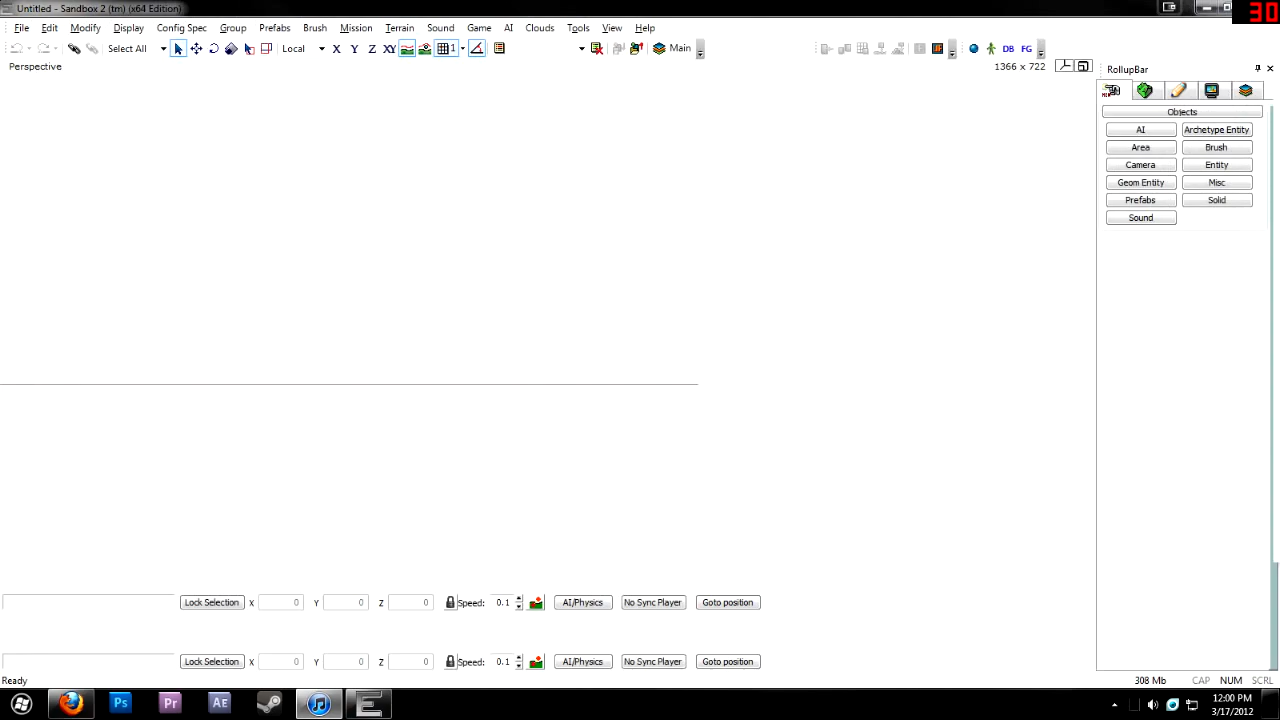 Untitled - Sandbox 2 (tm) (x64 Edition)
30
File Edit Modify Display Config Spec Group Prefabs Brush Mission Terrain Sound Game AI Clouds Tools View Help
Select All Local X Y Z XY 1 Main DB FG
Perspective 1366 x 722 RollupBar
Objects
AI Archetype Entity
Area Brush
Camera Entity
Geom Entity Misc
Prefabs Solid
Sound
Lock Selection X 0 Y 0 Z 0 Speed: 0.1 AI/Physics No Sync Player Goto position
Lock Selection X 0 Y 0 Z 0 Speed: 0.1 AI/Physics No Sync Player Goto position
Ready 308 Mb CAP NUM SCRL
Ps Pr AE 12:00 PM
3/17/2012